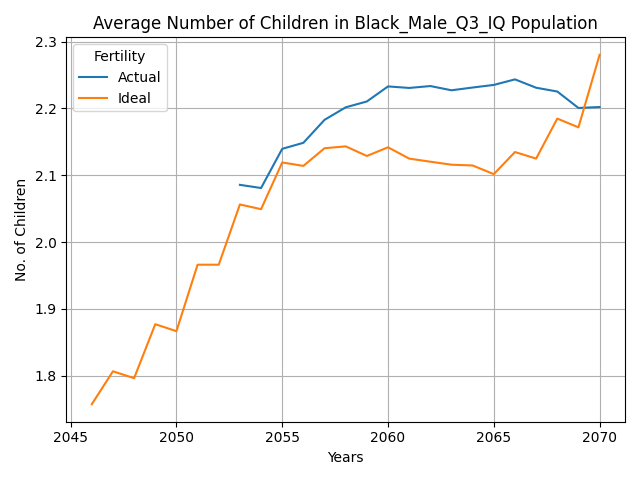 Average Number of Children in Black_Male_Q3_IQ Population
Fertility
Actual
Ideal
No. of Children
2.3
2.2
2.1
2.0
1.9
1.8
2045 2050 2055 2060 2065 2070
Years